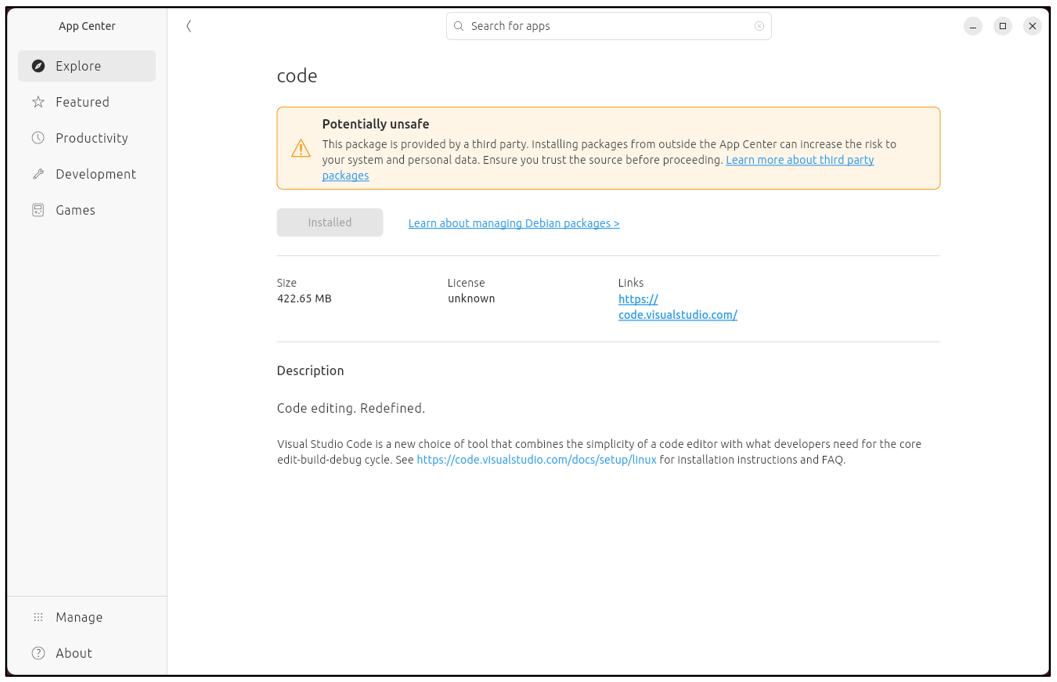 App Center
Search for apps
Explore
Featured
Productivity
Development
Games
Manage
About
code
Potentially unsafe
This package is provided by a third party. Installing packages from outside the App Center can increase the risk to
your system and personal data. Ensure you trust the source before proceeding. Learn more about third party
packages
Installed
Learn about managing Debian packages >
Size
422.65 MB
License
unknown
Links
https://
code.visualstudio.com/
Description
Code editing. Redefined.
Visual Studio Code is a new choice of tool that combines the simplicity of a code editor with what developers need for the core
edit-build-debug cycle. See https://code.visualstudio.com/docs/setup/linux for installation instructions and FAQ.